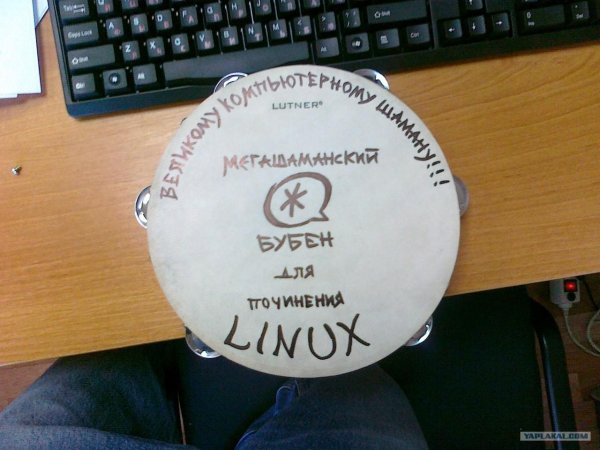 ВЕЛИКОМУ КОМПЬЮТЕРНОМУ ШАМАНУ!!!
LUTNER®
МЕГАШАМАНСКИЙ
*
БУБЕН
ДЛЯ
ПОЧИНЕНИЯ
LINUX
YAPLAKAL.COM